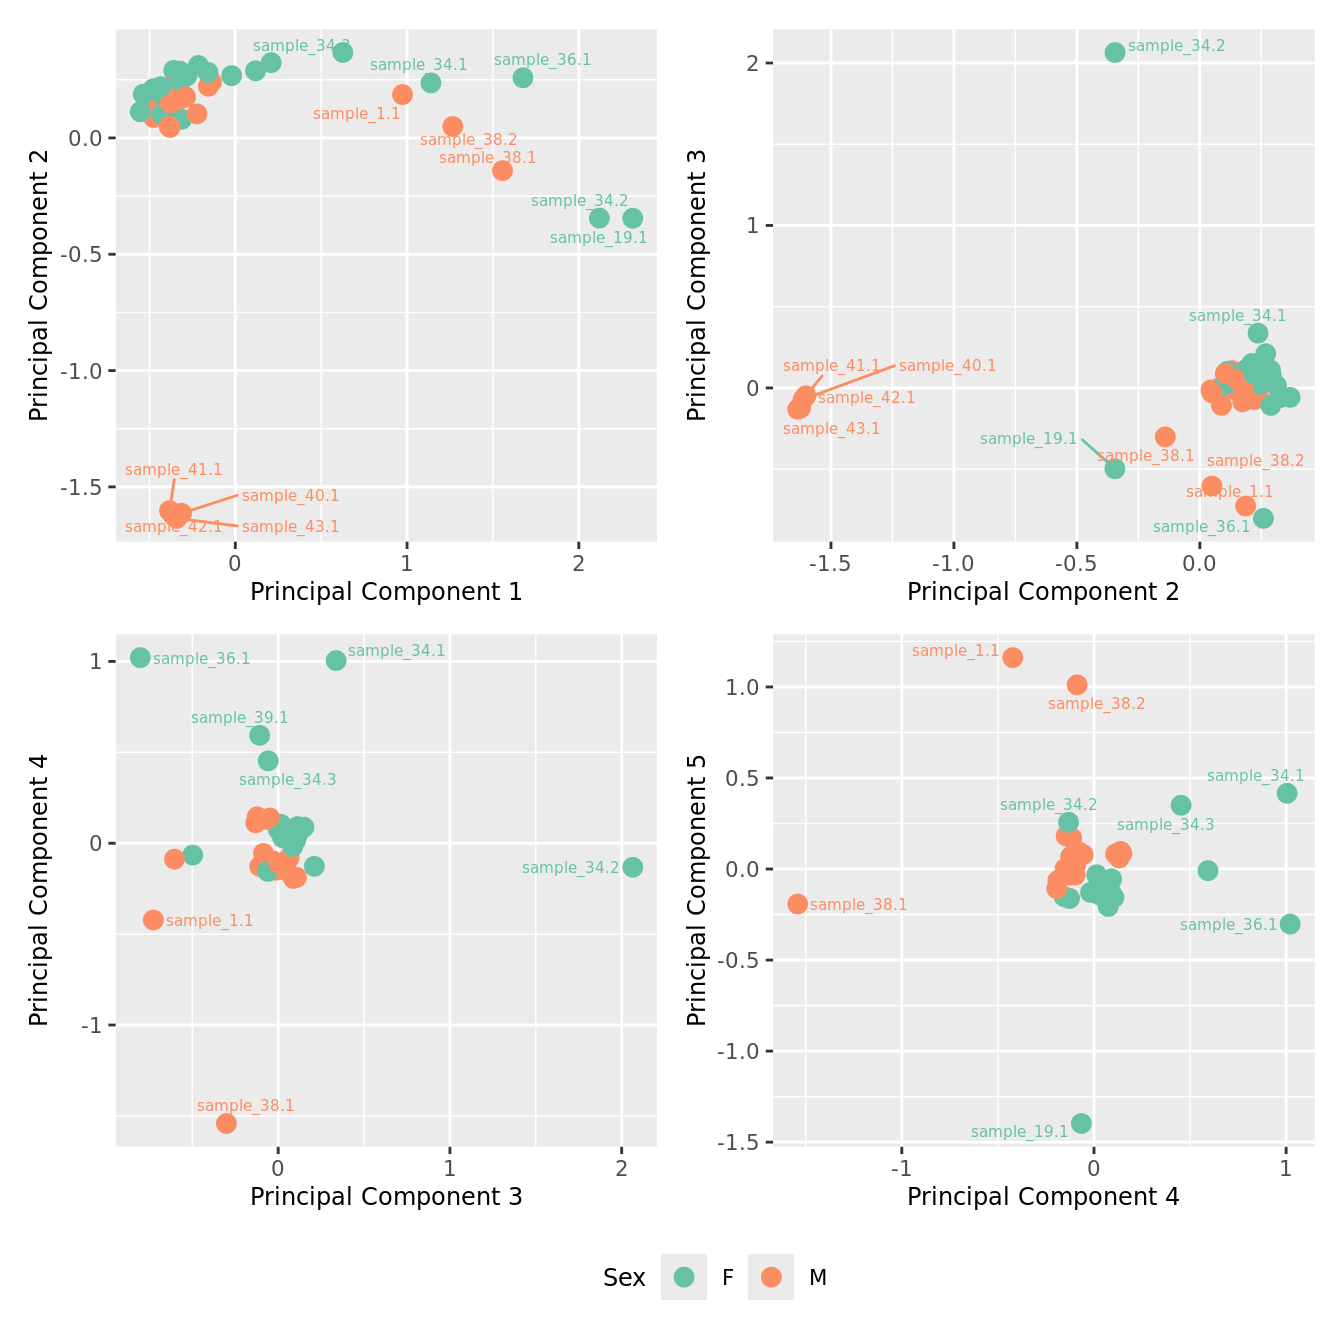 sample_34.3
sample_34.1
sample_36.1
sample_1.1
sample_38.2
sample_38.1
sample_34.2
sample_19.1
sample_41.1
sample_40.1
sample_42.1
sample_43.1
0.0
-0.5
-1.0
-1.5
0
1
2
Principal Component 1
Principal Component 2
sample_34.2
sample_34.1
sample_41.1
sample_40.1
sample_42.1
sample_43.1
sample_19.1
sample_38.1
sample_38.2
sample_1.1
sample_36.1
2
1
0
-1.5
-1.0
-0.5
0.0
Principal Component 2
Principal Component 3
sample_36.1
sample_34.1
sample_39.1
sample_34.3
sample_34.2
sample_1.1
sample_38.1
1
0
-1
0
1
2
Principal Component 3
Principal Component 4
sample_1.1
sample_38.2
sample_34.1
sample_34.2
sample_34.3
sample_38.1
sample_36.1
sample_19.1
1.0
0.5
0.0
-0.5
-1.0
-1.5
-1
0
1
Principal Component 4
Principal Component 5
Sex F M